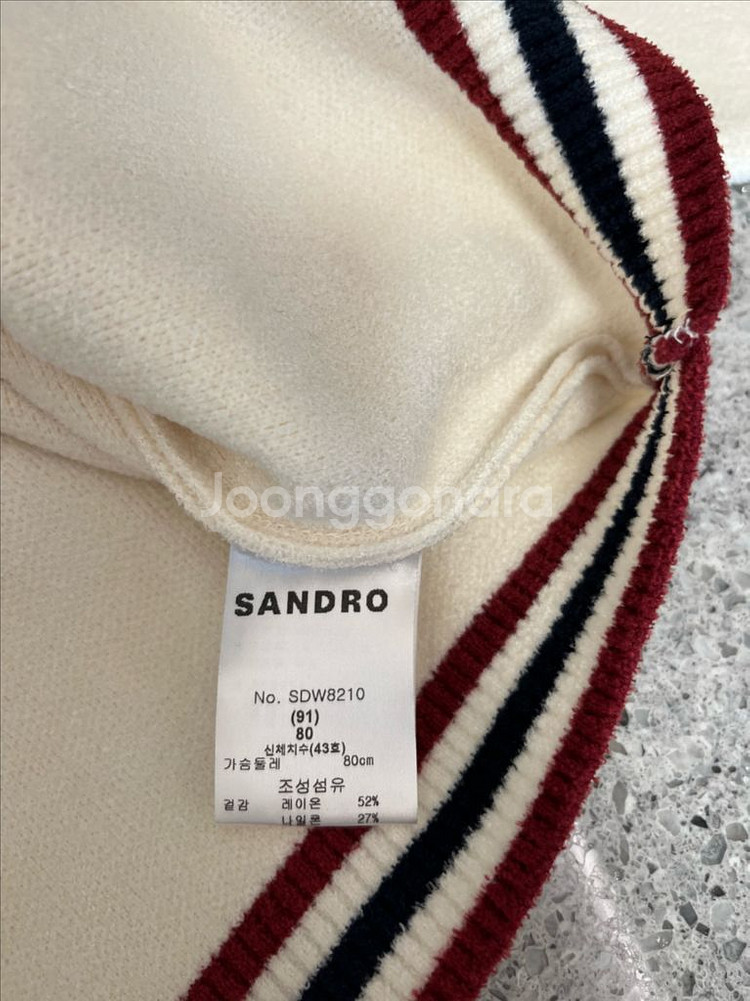 Joonggonara
SANDRO
No. SDW8210
(91)
80
신체치수(43호)
가슴둘레 80cm
조성섬유
겉감 레이온 52%
나일론 27%